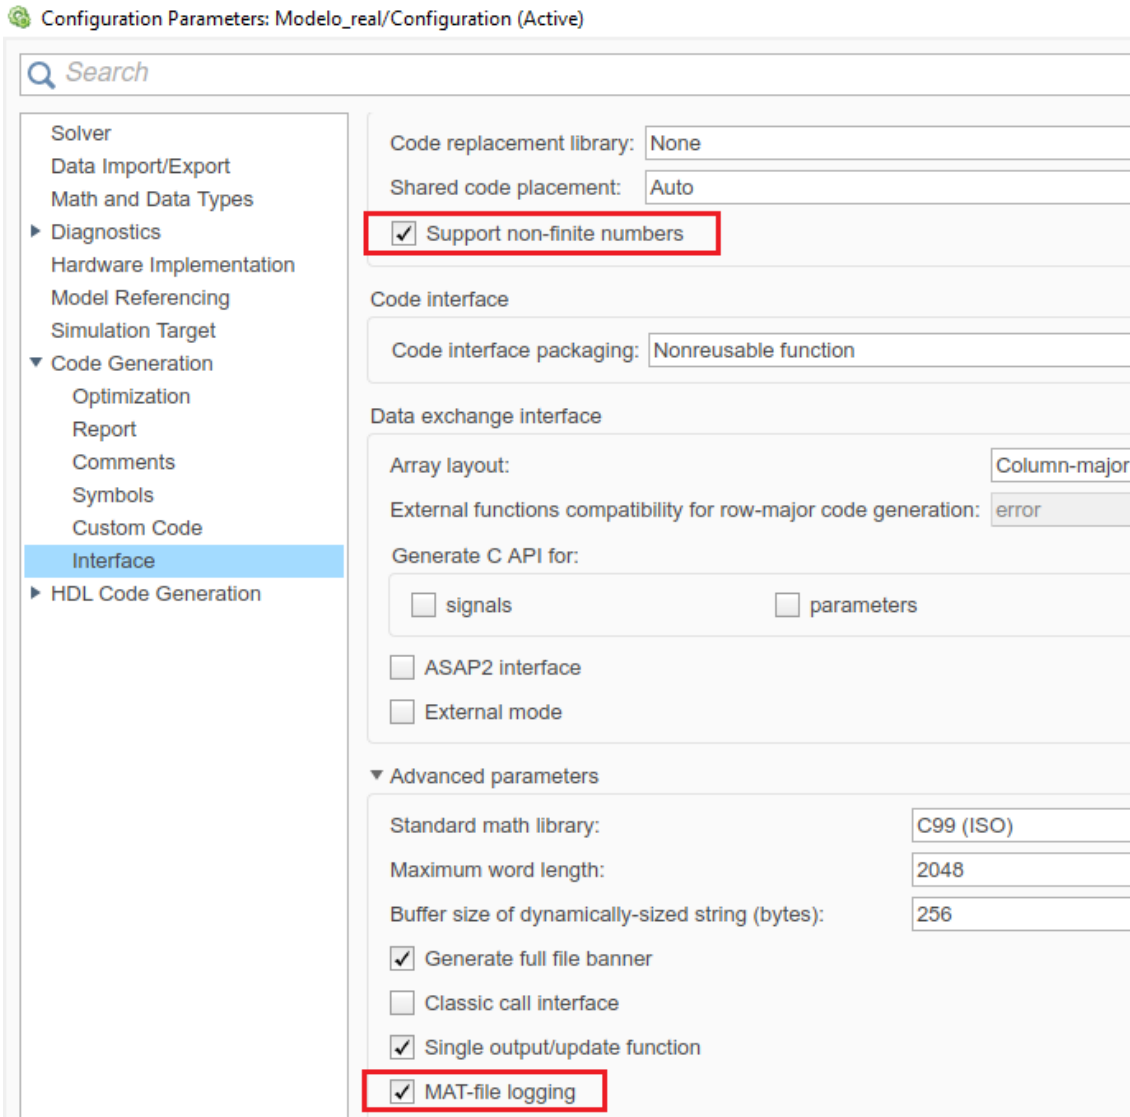 Configuration Parameters: Modelo_real/Configuration (Active)
Search
Solver
Data Import/Export
Math and Data Types
Diagnostics
Hardware Implementation
Model Referencing
Simulation Target
Code Generation
Optimization
Report
Comments
Symbols
Custom Code
Interface
HDL Code Generation
Code replacement library: None
Shared code placement: Auto
Support non-finite numbers
Code interface
Code interface packaging: Nonreusable function
Data exchange interface
Array layout: Column-major
External functions compatibility for row-major code generation: error
Generate C API for:
signals parameters
ASAP2 interface
External mode
Advanced parameters
Standard math library: C99 (ISO)
Maximum word length: 2048
Buffer size of dynamically-sized string (bytes): 256
Generate full file banner
Classic call interface
Single output/update function
MAT-file logging